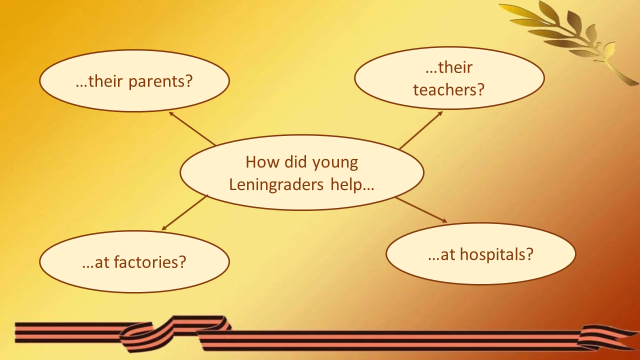 …their parents?
…their
teachers?
How did young
Leningraders help…
…at factories?
…at hospitals?